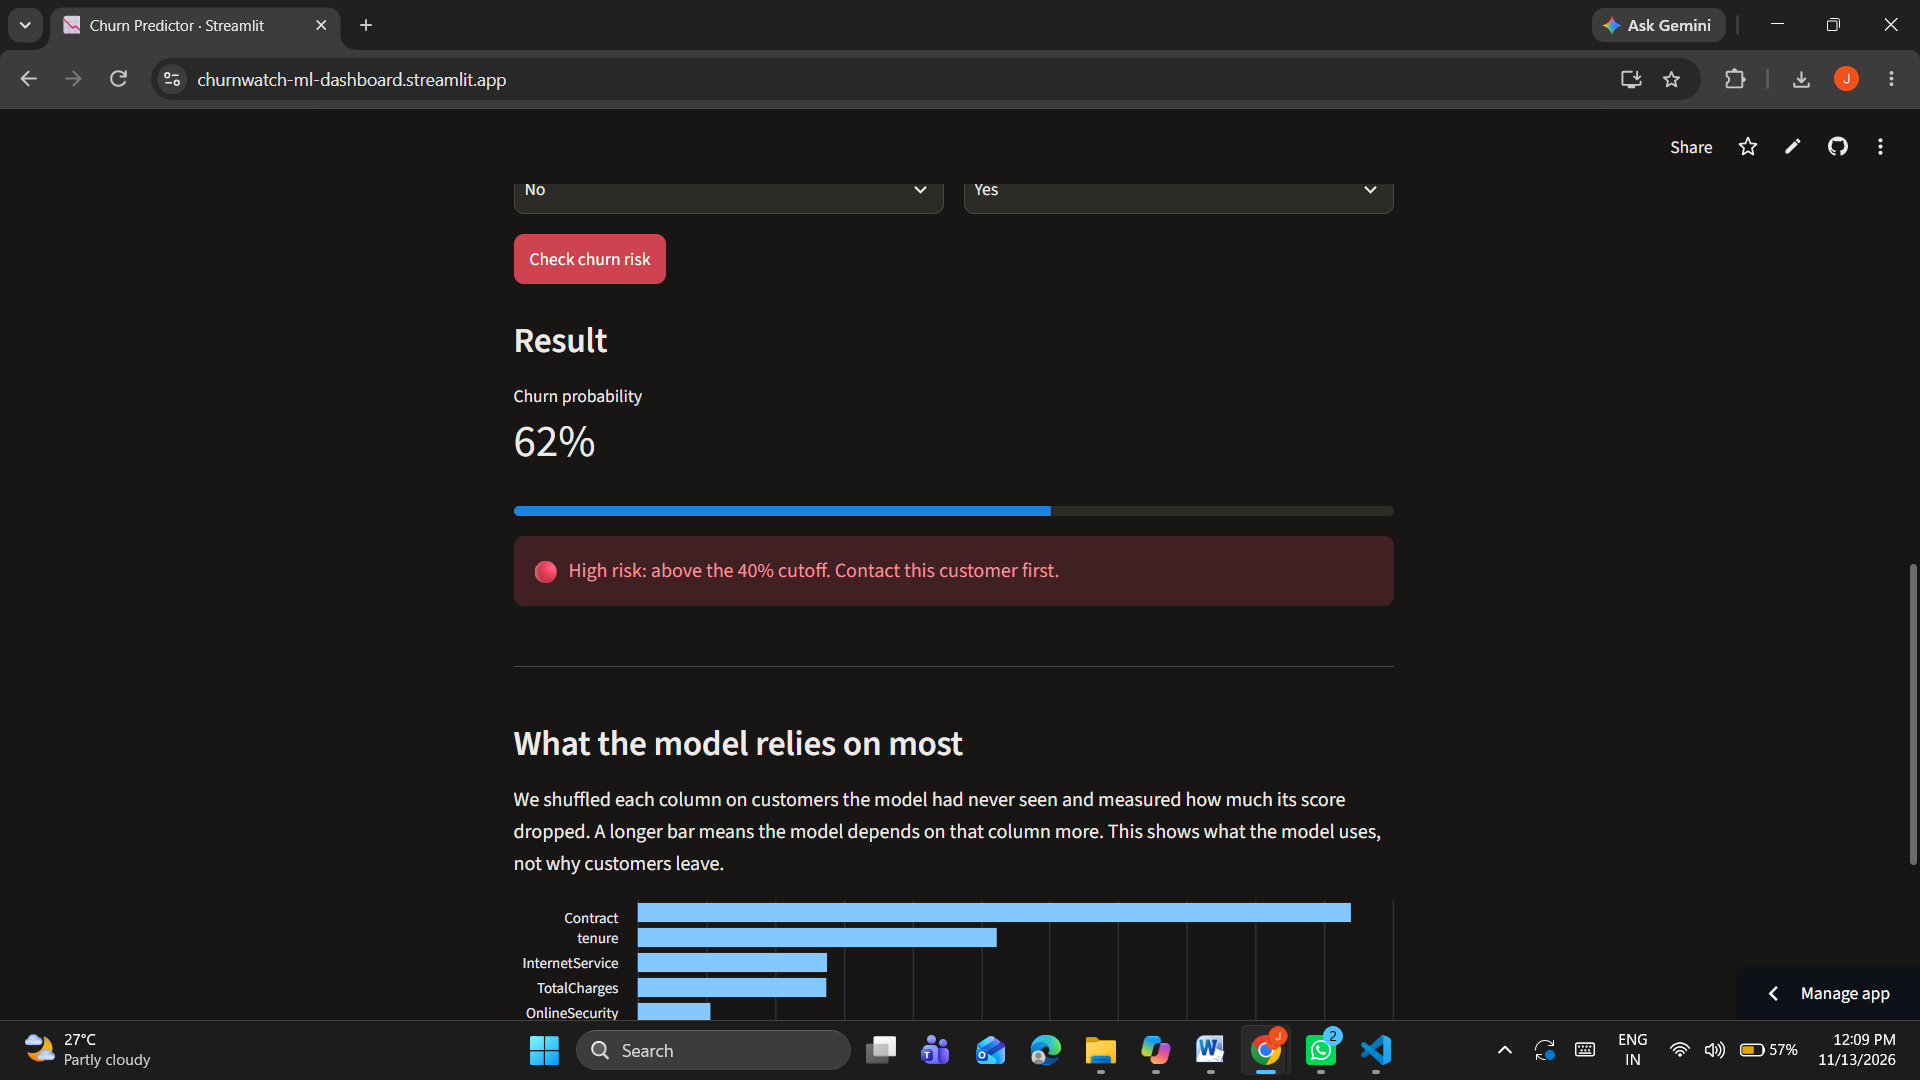 Churn Predictor · Streamlit
Ask Gemini
churnwatch-ml-dashboard.streamlit.app
J
Share
No
Yes
Check churn risk
Result
Churn probability
62%
High risk: above the 40% cutoff. Contact this customer first.
What the model relies on most
We shuffled each column on customers the model had never seen and measured how much its score
dropped. A longer bar means the model depends on that column more. This shows what the model uses,
not why customers leave.
Contract
tenure
InternetService
TotalCharges
OnlineSecurity
Manage app
27°C
Partly cloudy
Search
J
2
ENG
IN
57%
12:09 PM
11/13/2026